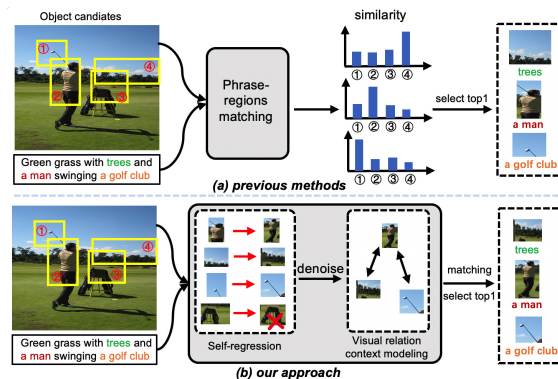 Object candidates
①
②
③
④
Green grass with trees and
a man swinging a golf club
Phrase-
regions
matching
similarity
① ② ③ ④
① ② ③ ④
① ② ③ ④
select top1
trees
a man
a golf club
(a) previous methods
①
②
③
④
Green grass with trees and
a man swinging a golf club
Self-regression
denoise
Visual relation
context modeling
matching
select top1
trees
a man
a golf club
(b) our approach